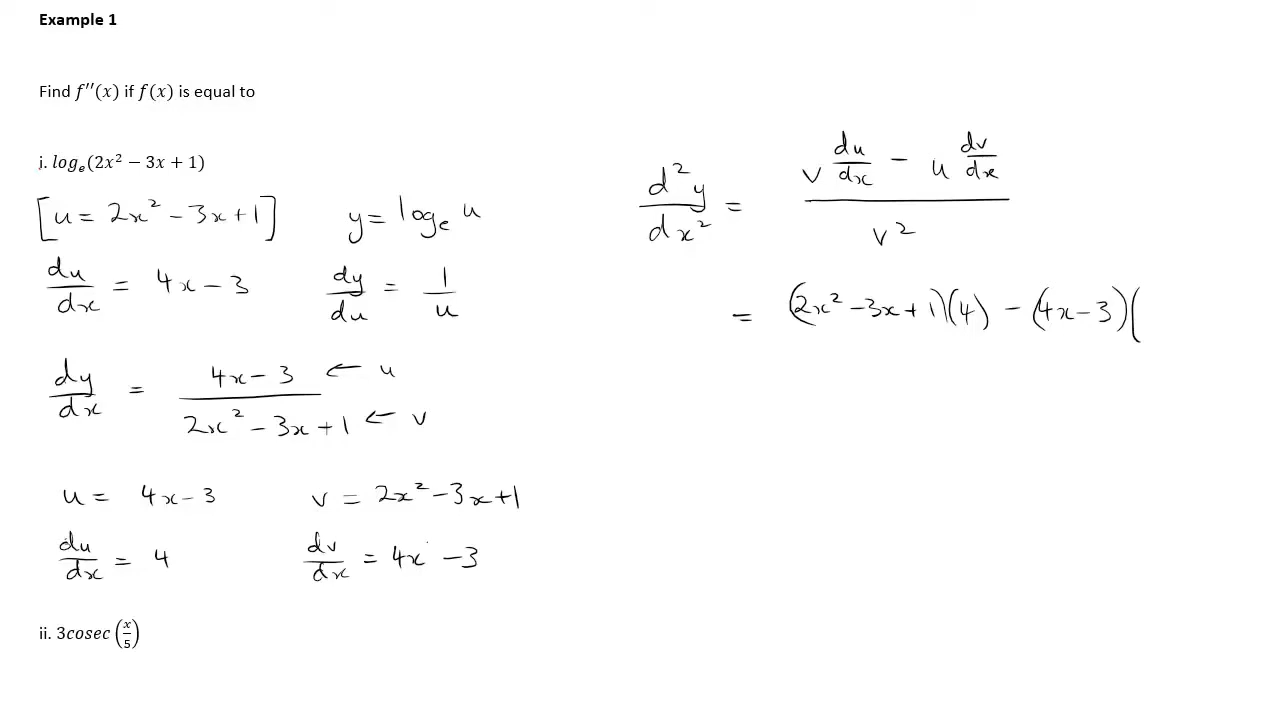 Example 1
Find f′′(x) if f(x) is equal to
i. logₑ(2x² − 3x + 1)
[u = 2x² − 3x + 1]    y = logₑ u
du/dx = 4x − 3    dy/du = 1/u
dy/dx = (4x − 3)/(2x² − 3x + 1) ← u ← v
u = 4x − 3    v = 2x² − 3x + 1
du/dx = 4    dv/dx = 4x − 3
ii. 3cosec (x/5)
d²y/dx² = (v du/dx − u dv/dx)/v²
= (2x² − 3x + 1)(4) − (4x − 3)(